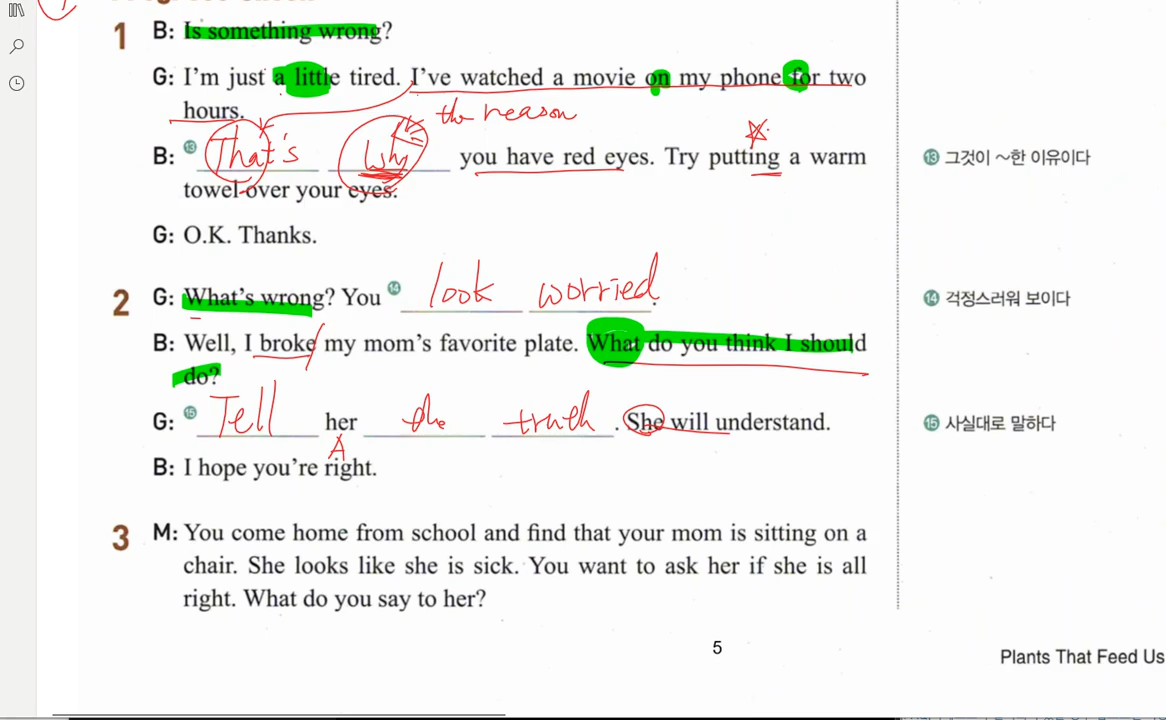 1 B: Is something wrong?
G: I'm just a little tired. I've watched a movie on my phone for two
hours.
the reason
B: ⑬ That's Why you have red eyes. Try putting a warm
towel over your eyes.
⑬ 그것이 ~한 이유이다
G: O.K. Thanks.
2 G: What's wrong? You ⑭ look worried.
⑭ 걱정스러워 보이다
B: Well, I broke my mom's favorite plate. What do you think I should
do?
G: ⑮ Tell her the truth. She will understand.
⑮ 사실대로 말하다
A
B: I hope you're right.
3 M: You come home from school and find that your mom is sitting on a
chair. She looks like she is sick. You want to ask her if she is all
right. What do you say to her?
5
Plants That Feed Us